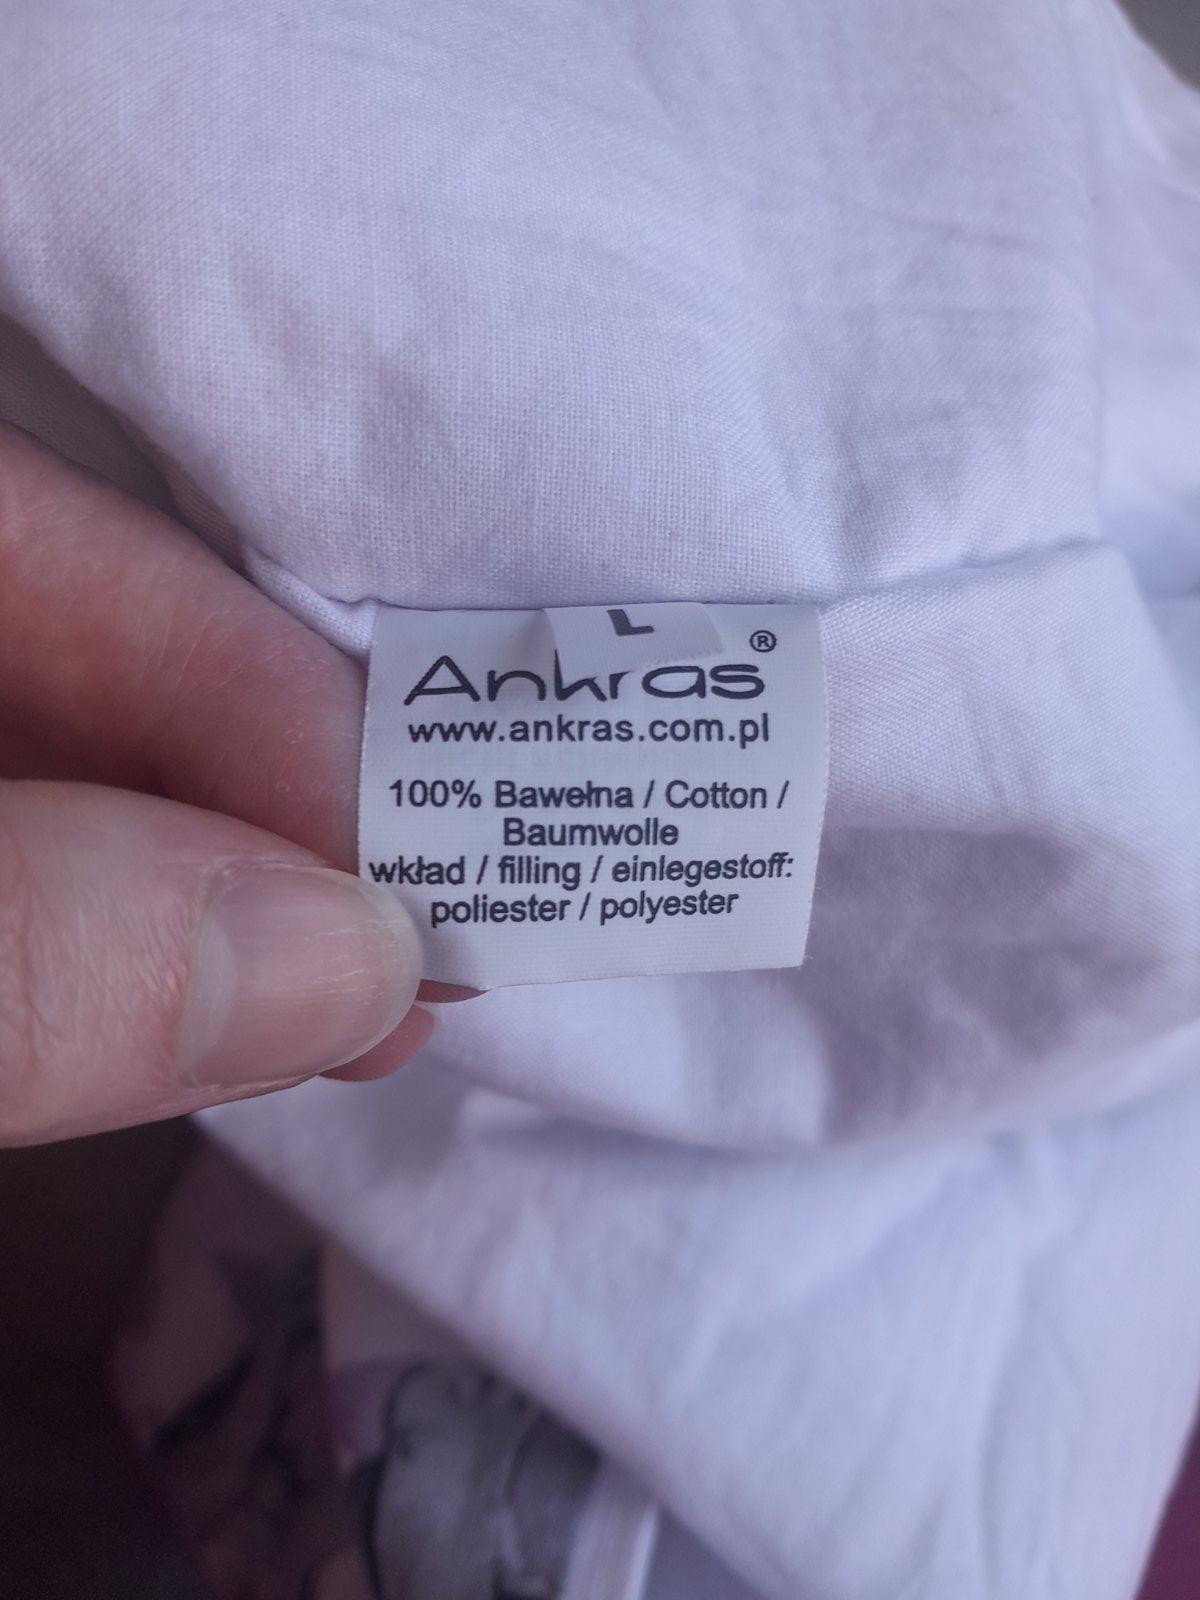 L
Ankras®
www.ankras.com.pl
100% Bawełna / Cotton /
Baumwolle
wkład / filling / einlegestoff:
poliester / polyester